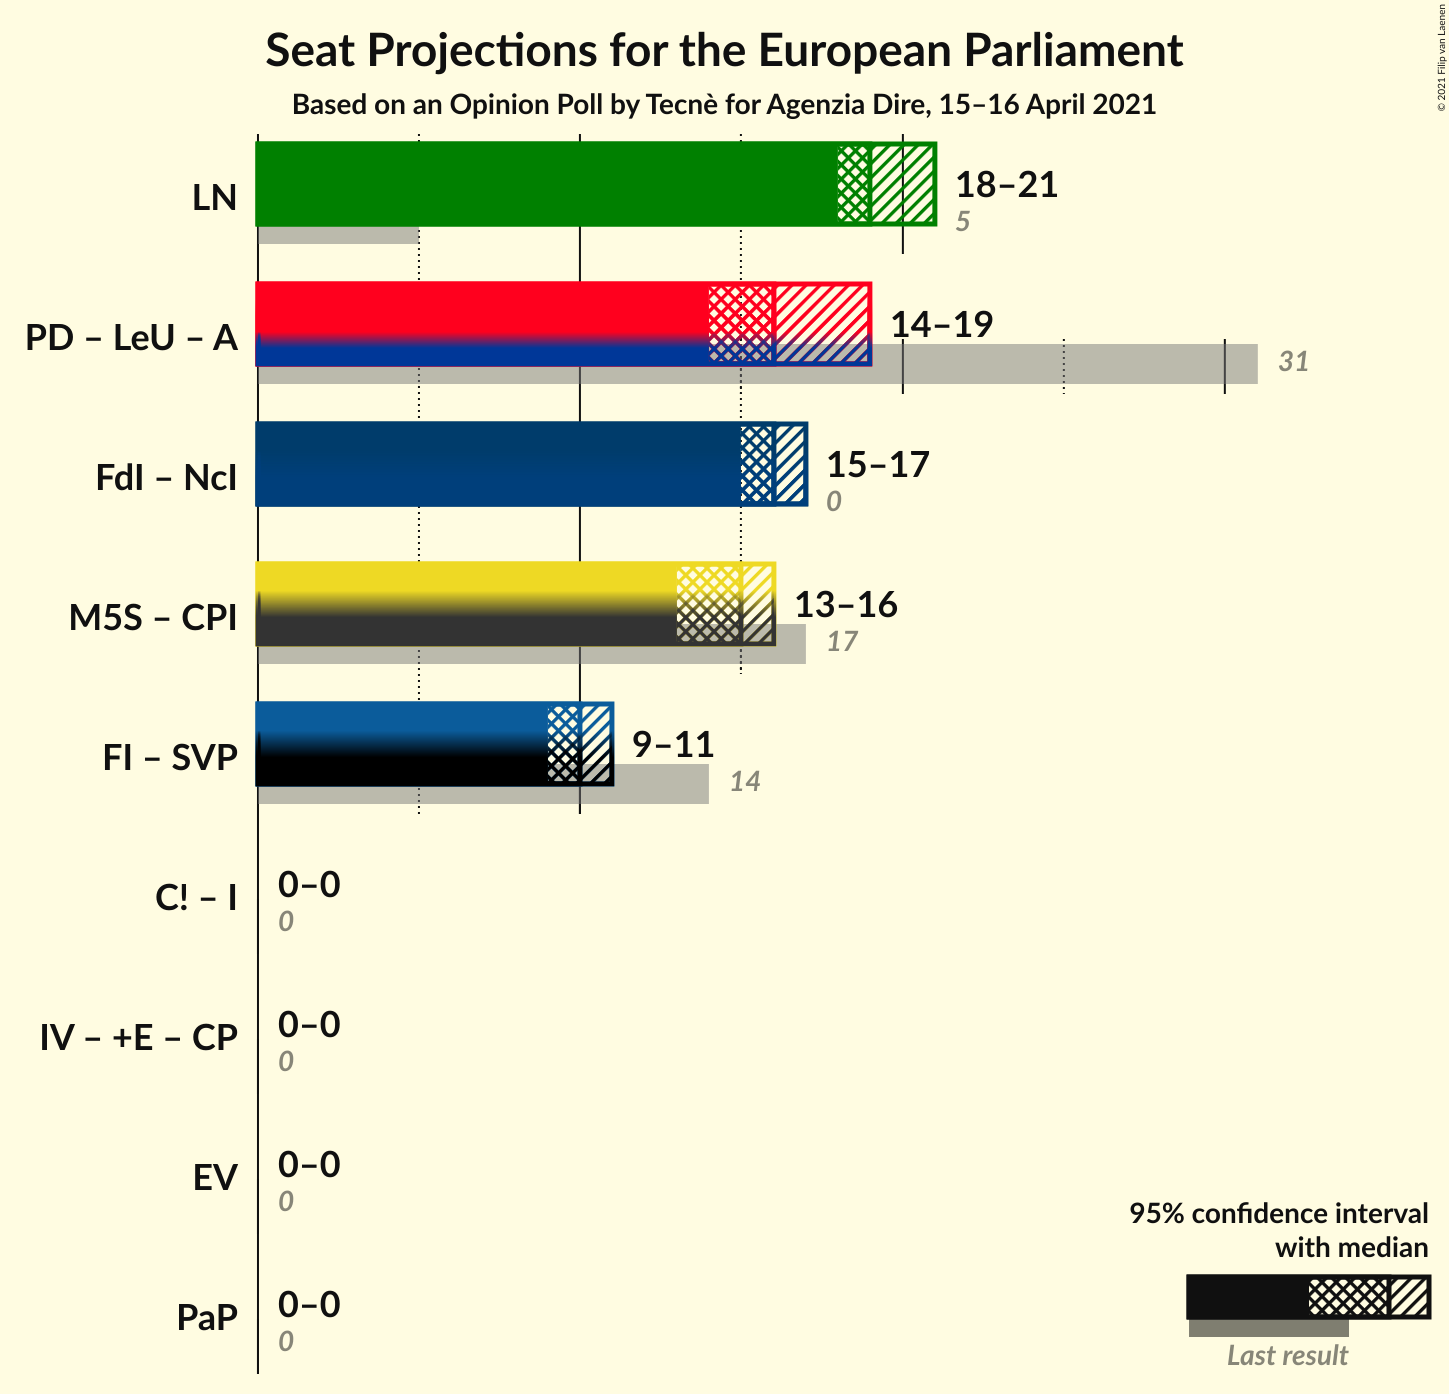 Seat Projections for the European Parliament
Based on an Opinion Poll by Tecnè for Agenzia Dire, 15–16 April 2021
© 2021 Filip van Laenen
LN
18–21
5
PD – LeU – A
14–19
31
FdI – NcI
15–17
0
M5S – CPI
13–16
17
FI – SVP
9–11
14
C! – I
0–0
0
IV – +E – CP
0–0
0
EV
0–0
0
PaP
0–0
0
95% confidence interval
with median
Last result